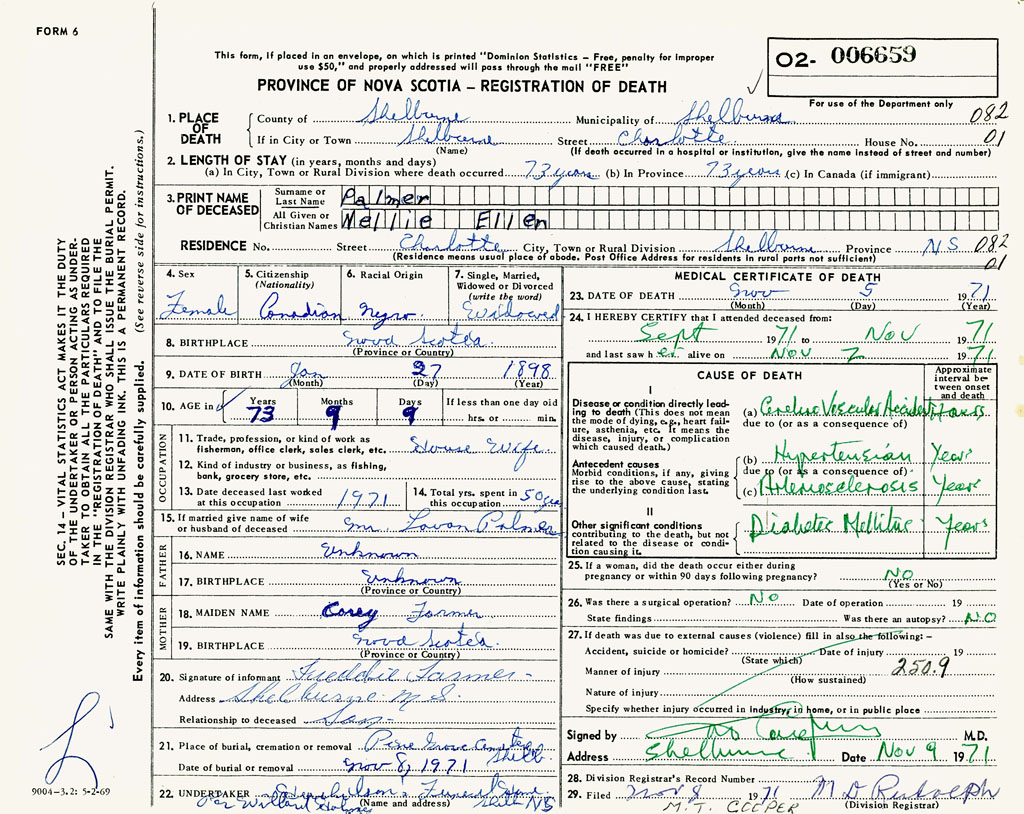 FORM 6
This form, if placed in an envelope, on which is printed "Dominion Statistics – Free, penalty for improper
use $50," and properly addressed will pass through the mail "FREE"
PROVINCE OF NOVA SCOTIA – REGISTRATION OF DEATH
02- 006659
For use of the Department only
1. PLACE OF DEATH
County of Shelburne Municipality of Shelburne 082
If in City or Town Shelburne Street Charlotte House No. 01
(Name) (If death occurred in a hospital or institution, give the name instead of street and number)
2. LENGTH OF STAY (in years, months and days)
(a) In City, Town or Rural Division where death occurred 73 years (b) In Province 73 years (c) In Canada (if immigrant)
3. PRINT NAME OF DECEASED
Surname or Last Name Palmer
All Given or Christian Names Nellie Ellen
RESIDENCE No. Street Charlotte City, Town or Rural Division Shelburne Province N.S 082
(Residence means usual place of abode. Post Office Address for residents in rural parts not sufficient) 01
4. Sex Female
5. Citizenship (Nationality) Canadian
6. Racial Origin Negro
7. Single, Married, Widowed or Divorced (write the word) Widowed
8. BIRTHPLACE Nova Scotia
(Province or Country)
9. DATE OF BIRTH Jan 27 1898
(Month) (Day) (Year)
10. AGE in Years 73 Months 9 Days 9 If less than one day old hrs. or min.
OCCUPATION
11. Trade, profession, or kind of work as fisherman, office clerk, sales clerk, etc. House Wife
12. Kind of industry or business, as fishing, bank, grocery store, etc.
13. Date deceased last worked at this occupation 1971
14. Total yrs. spent in this occupation 50 years
15. If married give name of wife or husband of deceased Mr. Palmer
FATHER
16. NAME Unknown
17. BIRTHPLACE Unknown
(Province or Country)
MOTHER
18. MAIDEN NAME Corey Farmer
19. BIRTHPLACE Nova Scotia
(Province or Country)
20. Signature of informant Freddie Farmer
Address Shelburne N.S.
Relationship to deceased Son
21. Place of burial, cremation or removal Pine Grove Cemetery Shelb.
Date of burial or removal Nov 8, 1971
22. UNDERTAKER Funeral Home
(Name and address) Shelb NS
Per Willard
MEDICAL CERTIFICATE OF DEATH
23. DATE OF DEATH Nov 5 1971
(Month) (Day) (Year)
24. I HEREBY CERTIFY that I attended deceased from:
Sept 1971 to Nov 1971
and last saw her alive on Nov 2 1971
CAUSE OF DEATH
Approximate interval between onset and death
I
Disease or condition directly leading to death (This does not mean the mode of dying, e.g., heart failure, asthenia, etc. It means the disease, injury, or complication which caused death.)
(a) Cerebro Vascular Accident Hours
due to (or as a consequence of)
Antecedent causes
Morbid conditions, if any, giving rise to the above cause, stating the underlying condition last.
(b) Hypertension Years
due to (or as a consequence of)
(c) Arteriosclerosis Years
II
Other significant conditions contributing to the death, but not related to the disease or condition causing it.
Diabetes Mellitus Years
25. If a woman, did the death occur either during
pregnancy or within 90 days following pregnancy? NO
(Yes or No)
26. Was there a surgical operation? NO Date of operation 19
State findings Was there an autopsy? NO
27. If death was due to external causes (violence) fill in also the following: –
Accident, suicide or homicide? Date of injury 19
(State which)
Manner of injury 250.9
(How sustained)
Nature of injury
Specify whether injury occurred in industry, in home, or in public place
Signed by M.D.
Address Shelburne Date Nov 9 1971
28. Division Registrar's Record Number
29. Filed Nov 8 1971 M D Rudolph
(Division Registrar)
M.T. COOPER
SEC. 14 – VITAL STATISTICS ACT MAKES IT THE DUTY
OF THE UNDERTAKER OR PERSON ACTING AS UNDER-
TAKER TO OBTAIN ALL THE PARTICULARS REQUIRED
IN THE "REGISTRATION OF DEATH" AND TO FILE THE
SAME WITH THE DIVISION REGISTRAR WHO SHALL ISSUE THE BURIAL PERMIT.
WRITE PLAINLY WITH UNFADING INK. THIS IS A PERMANENT RECORD.
Every item of information should be carefully supplied. (See reverse side for instructions.)
9004-3.2: 5-2-69